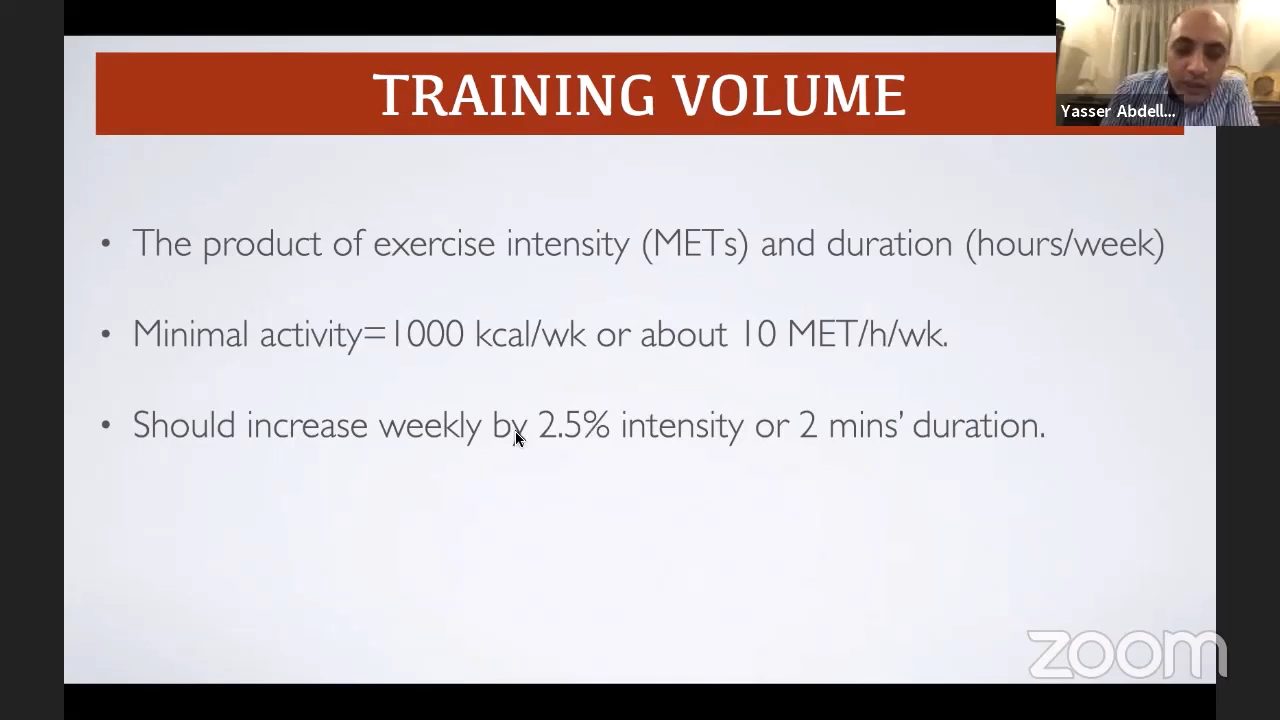 TRAINING VOLUME
Yasser Abdell...
• The product of exercise intensity (METs) and duration (hours/week)
• Minimal activity=1000 kcal/wk or about 10 MET/h/wk.
• Should increase weekly by 2.5% intensity or 2 mins’ duration.
zoom